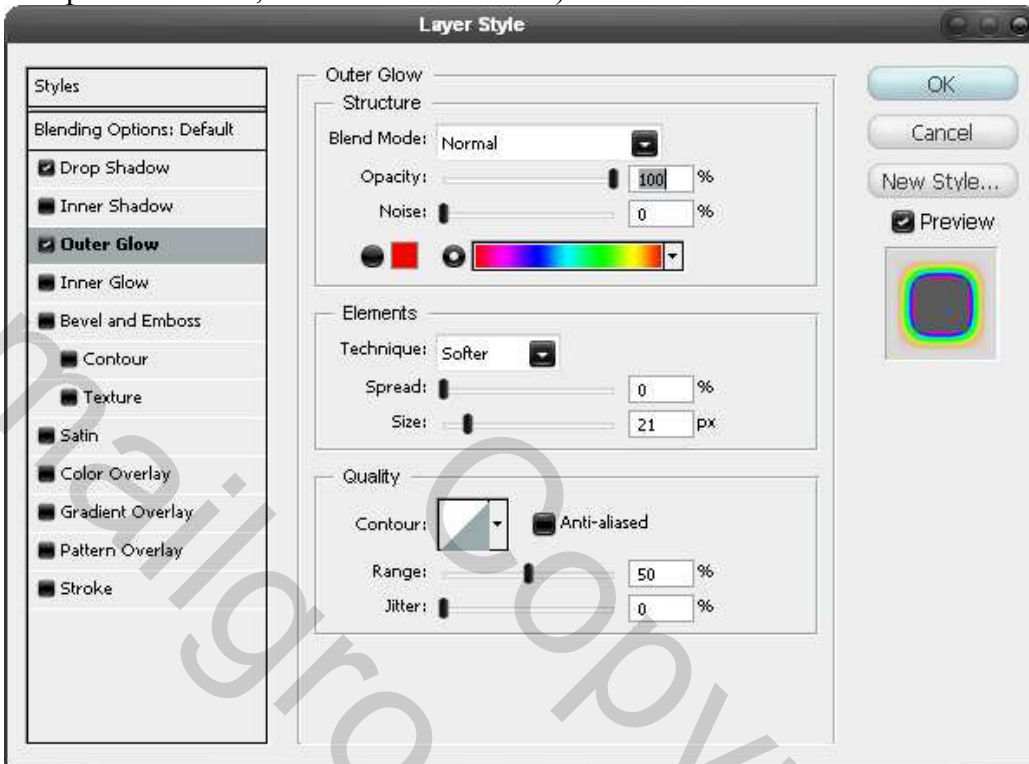 Layer Style
Styles
Blending Options: Default
Drop Shadow
Inner Shadow
Outer Glow
Inner Glow
Bevel and Emboss
Contour
Texture
Satin
Color Overlay
Gradient Overlay
Pattern Overlay
Stroke
Outer Glow
Structure
Blend Mode: Normal
Opacity: 100 %
Noise: 0 %
Elements
Technique: Softer
Spread: 0 %
Size: 21 px
Quality
Contour: Anti-aliased
Range: 50 %
Jitter: 0 %
OK
Cancel
New Style...
Preview